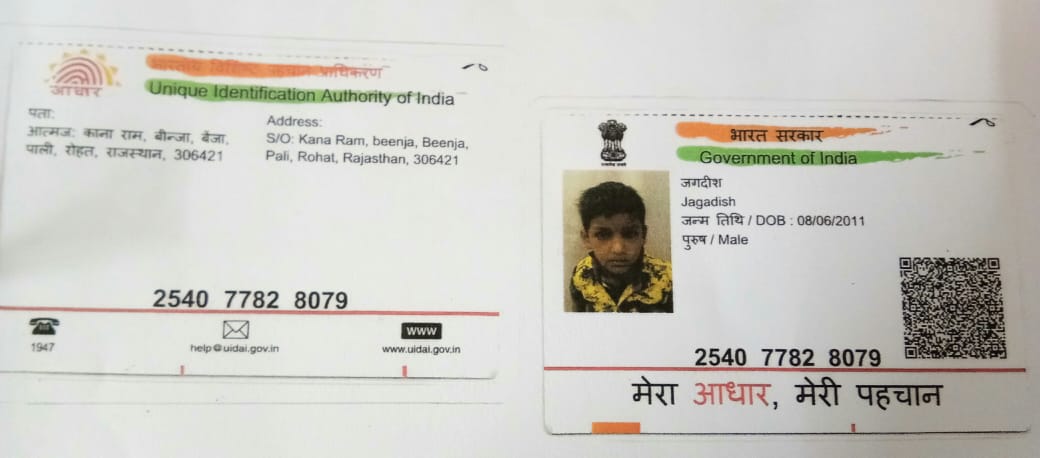 भारतीय विशिष्ट पहचान प्राधिकरण
Unique Identification Authority of India
आधार
पता:
आत्मज: काना राम, बीन्जा, बेंजा,
पाली, रोहत, राजस्थान, 306421
Address:
S/O: Kana Ram, beenja, Beenja,
Pali, Rohat, Rajasthan, 306421
2540 7782 8079
1947
help@uidai.gov.in
www
www.uidai.gov.in
भारत सरकार
Government of India
जगदीश
Jagadish
जन्म तिथि / DOB : 08/06/2011
पुरुष / Male
2540 7782 8079
मेरा आधार, मेरी पहचान